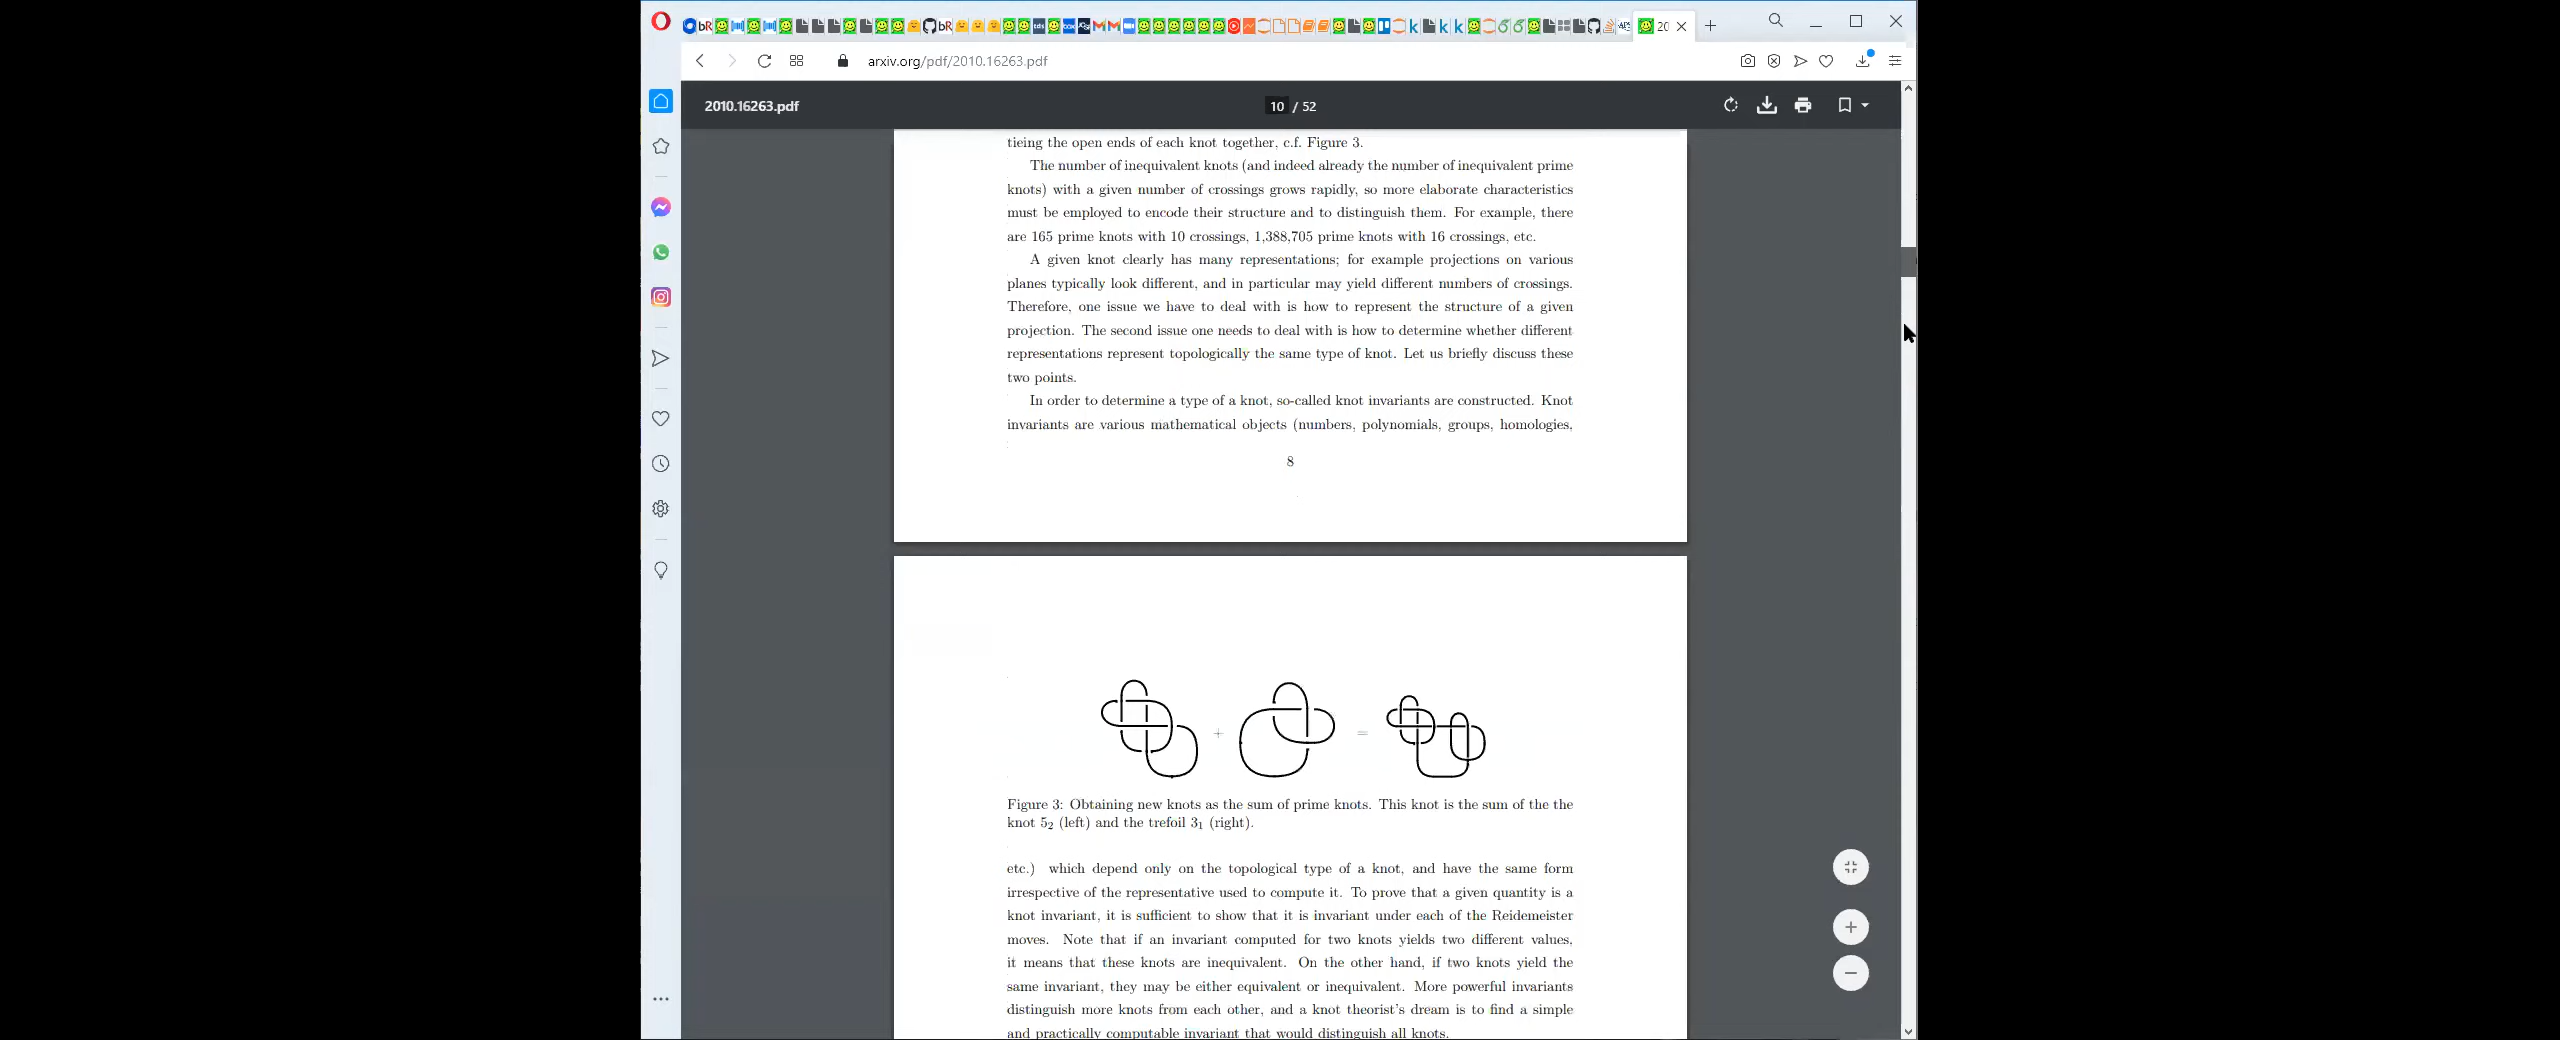 20
arxiv.org/pdf/2010.16263.pdf
2010.16263.pdf
10 / 52
tieing the open ends of each knot together, c.f. Figure 3.
The number of inequivalent knots (and indeed already the number of inequivalent prime
knots) with a given number of crossings grows rapidly, so more elaborate characteristics
must be employed to encode their structure and to distinguish them. For example, there
are 165 prime knots with 10 crossings, 1,388,705 prime knots with 16 crossings, etc.
A given knot clearly has many representations; for example projections on various
planes typically look different, and in particular may yield different numbers of crossings.
Therefore, one issue we have to deal with is how to represent the structure of a given
projection. The second issue one needs to deal with is how to determine whether different
representations represent topologically the same type of knot. Let us briefly discuss these
two points.
In order to determine a type of a knot, so-called knot invariants are constructed. Knot
invariants are various mathematical objects (numbers, polynomials, groups, homologies,
8
+ =
Figure 3: Obtaining new knots as the sum of prime knots. This knot is the sum of the the
knot 5₂ (left) and the trefoil 3₁ (right).
etc.) which depend only on the topological type of a knot, and have the same form
irrespective of the representative used to compute it. To prove that a given quantity is a
knot invariant, it is sufficient to show that it is invariant under each of the Reidemeister
moves. Note that if an invariant computed for two knots yields two different values,
it means that these knots are inequivalent. On the other hand, if two knots yield the
same invariant, they may be either equivalent or inequivalent. More powerful invariants
distinguish more knots from each other, and a knot theorist's dream is to find a simple
and practically computable invariant that would distinguish all knots.